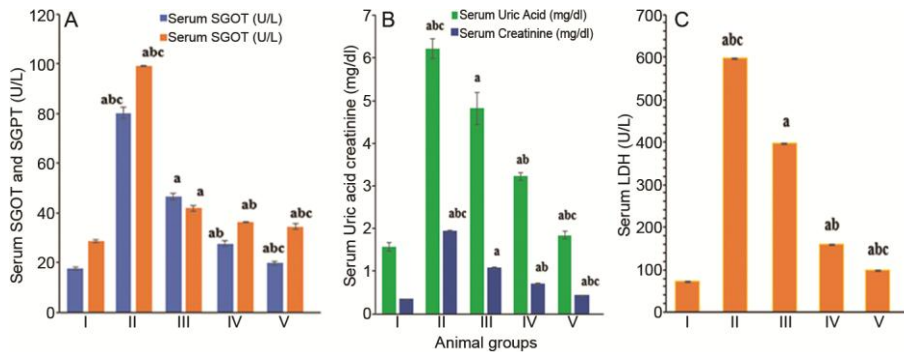 A
Serum SGOT (U/L)
Serum SGOT (U/L)
Serum SGOT and SGPT (U/L)
120
100
80
60
40
20
0
abc
abc
a
a
ab
ab
abc
abc
I
II
III
IV
V
B
Serum Uric Acid (mg/dl)
Serum Creatinine (mg/dl)
Serum Uric acid creatinine (mg/dl)
7
6
5
4
3
2
1
0
abc
abc
a
a
ab
ab
abc
abc
I
II
III
IV
V
Animal groups
C
Serum LDH (U/L)
700
600
500
400
300
200
100
0
abc
a
ab
abc
I
II
III
IV
V